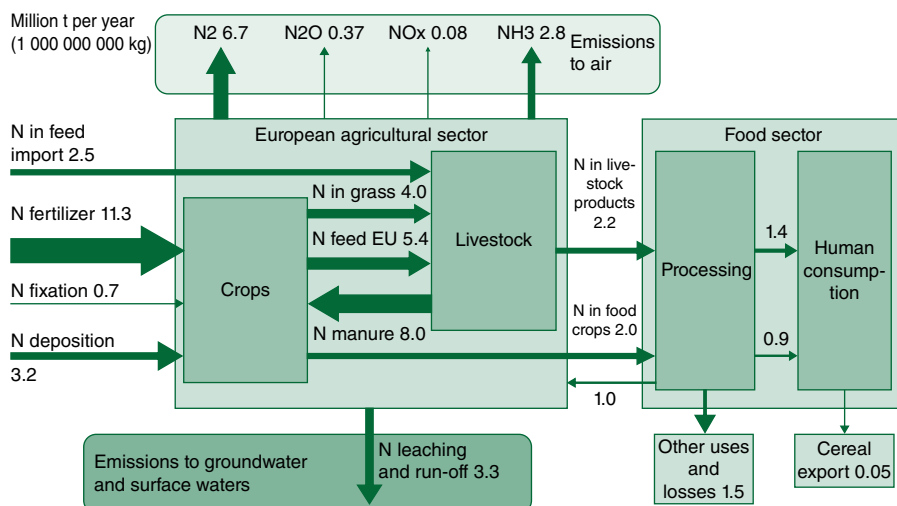 Million t per year
(1 000 000 000 kg)
N2 6.7
N2O 0.37
NOx 0.08
NH3 2.8
Emissions
to air
European agricultural sector
Food sector
N in feed
import 2.5
N fertilizer 11.3
N fixation 0.7
N deposition
3.2
Crops
N in grass 4.0
N feed EU 5.4
N manure 8.0
Livestock
N in live-
stock
products
2.2
N in food
crops 2.0
1.0
Processing
1.4
0.9
Human
consump-
tion
Emissions to groundwater
and surface waters
N leaching
and run-off 3.3
Other uses
and
losses 1.5
Cereal
export 0.05